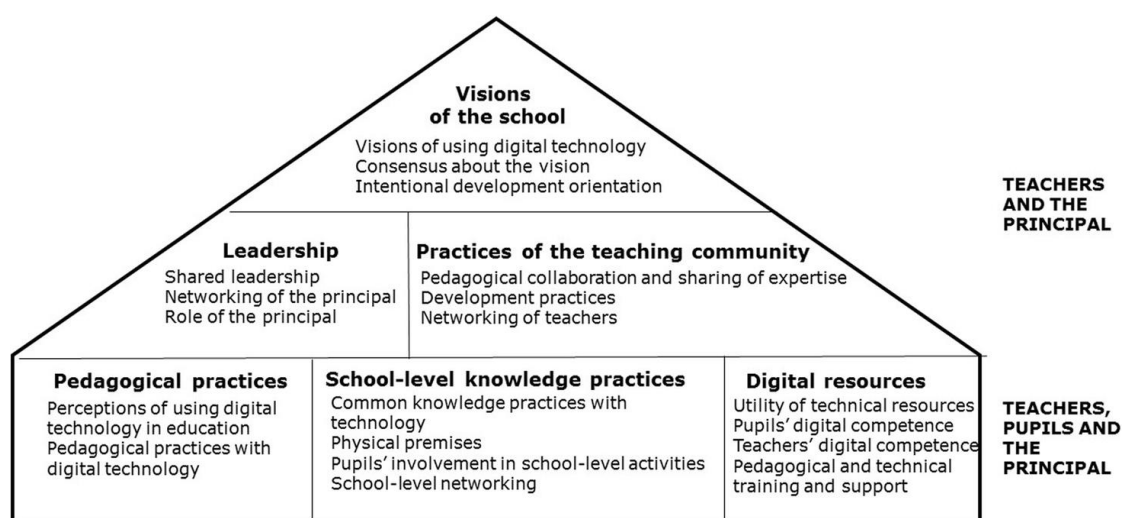 Visions
of the school
Visions of using digital technology
Consensus about the vision
Intentional development orientation
TEACHERS
AND THE
PRINCIPAL
Leadership
Shared leadership
Networking of the principal
Role of the principal
Practices of the teaching community
Pedagogical collaboration and sharing of expertise
Development practices
Networking of teachers
Pedagogical practices
Perceptions of using digital
technology in education
Pedagogical practices with
digital technology
School-level knowledge practices
Common knowledge practices with
technology
Physical premises
Pupils’ involvement in school-level activities
School-level networking
Digital resources
Utility of technical resources
Pupils’ digital competence
Teachers’ digital competence
Pedagogical and technical
training and support
TEACHERS,
PUPILS AND
THE
PRINCIPAL